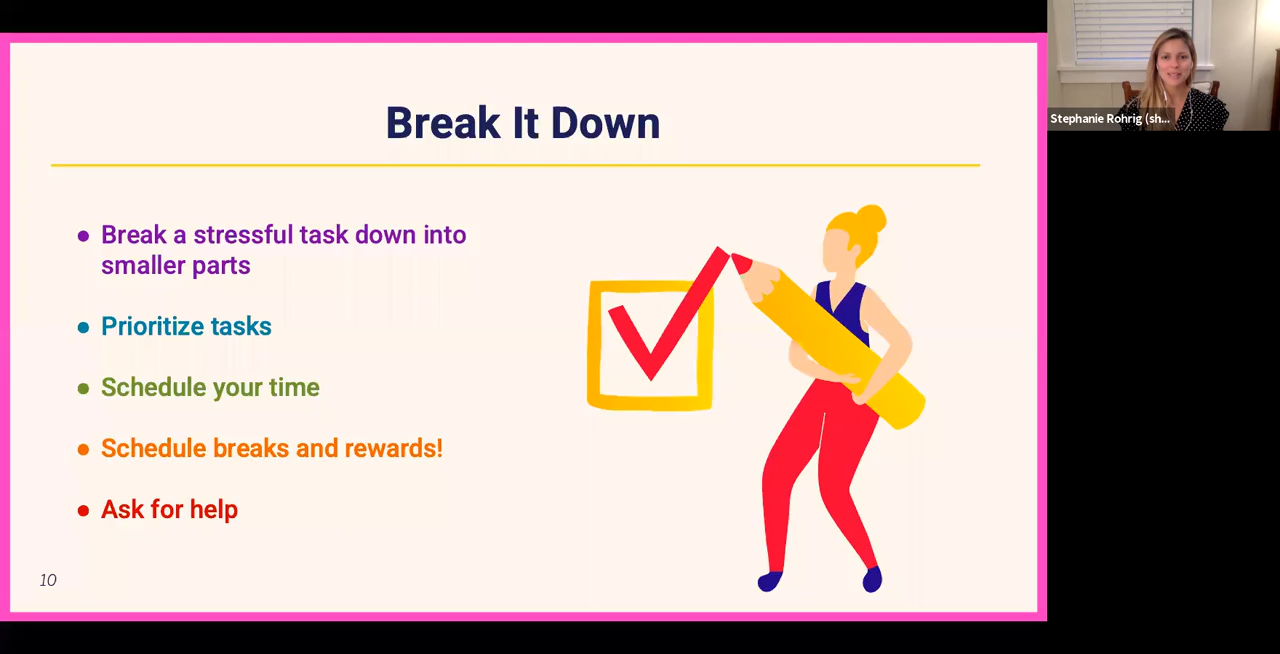 Break It Down
● Break a stressful task down into
smaller parts
● Prioritize tasks
● Schedule your time
● Schedule breaks and rewards!
● Ask for help
10
Stephanie Rohrig (sh...